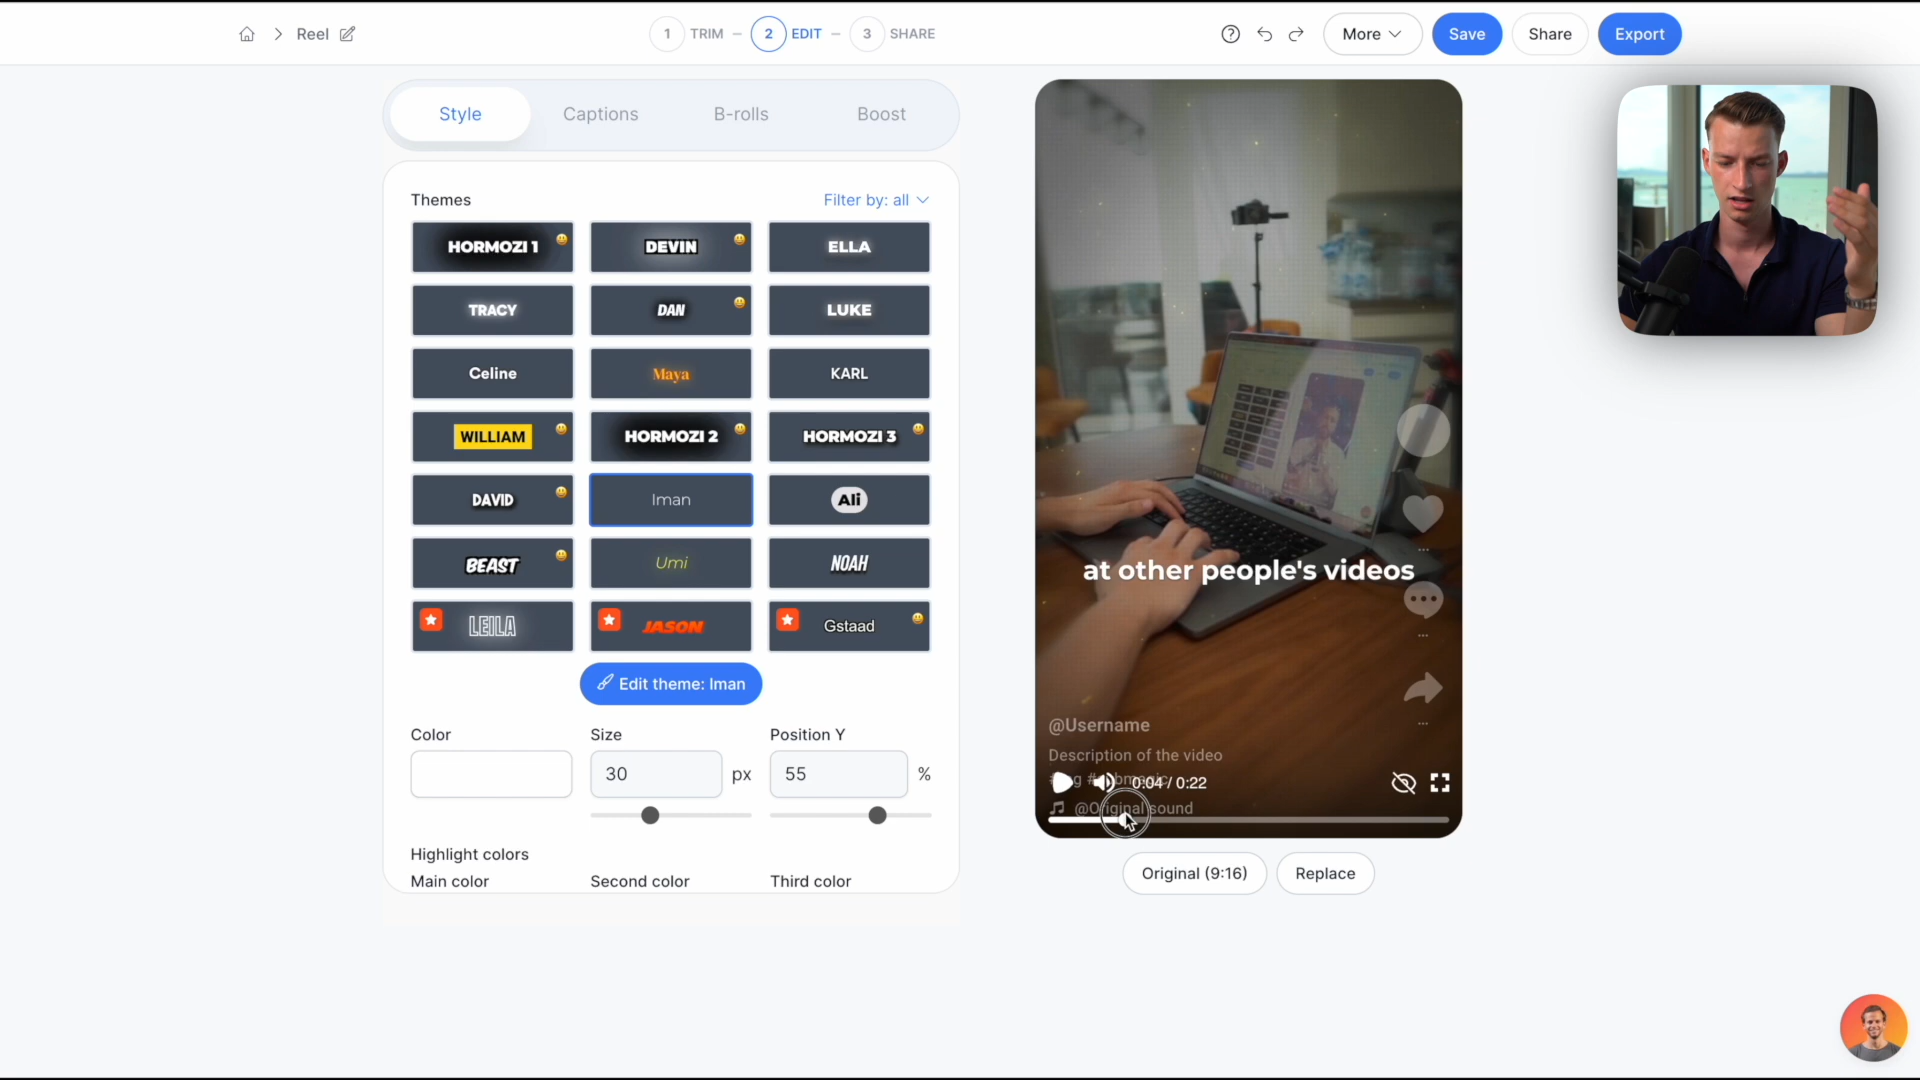 Reel
1 TRIM – 2 EDIT – 3 SHARE
More
Save
Share
Export
Style
Captions
B-rolls
Boost
Themes
Filter by: all
HORMOZI 1
DEVIN
ELLA
TRACY
DAN
LUKE
Celine
Maya
KARL
WILLIAM
HORMOZI 2
HORMOZI 3
DAVID
Iman
Ali
BEAST
Umi
NOAH
LEILA
JASON
Gstaad
Edit theme: Iman
Color
Size
Position Y
30 px
55 %
Highlight colors
Main color
Second color
Third color
at other people's videos
@Username
Description of the video
0:04 / 0:22
@Original sound
Original (9:16)
Replace